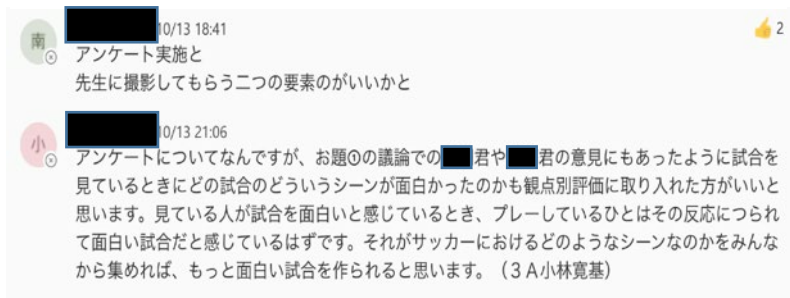 南 10/13 18:41 2
アンケート実施と
先生に撮影してもらう二つの要素のがいいかと
小 10/13 21:06
アンケートについてなんですが、お題①の議論での 君や 君の意見にもあったように試合を
見ているときにどの試合のどういうシーンが面白かったのかも観点別評価に取り入れた方がいいと
思います。見ている人が試合を面白いと感じているとき、プレーしているひとはその反応につられ
て面白い試合だと感じているはずです。それがサッカーにおけるどのようなシーンなのかをみんな
から集めれば、もっと面白い試合を作られると思います。（３Ａ小林寛基）